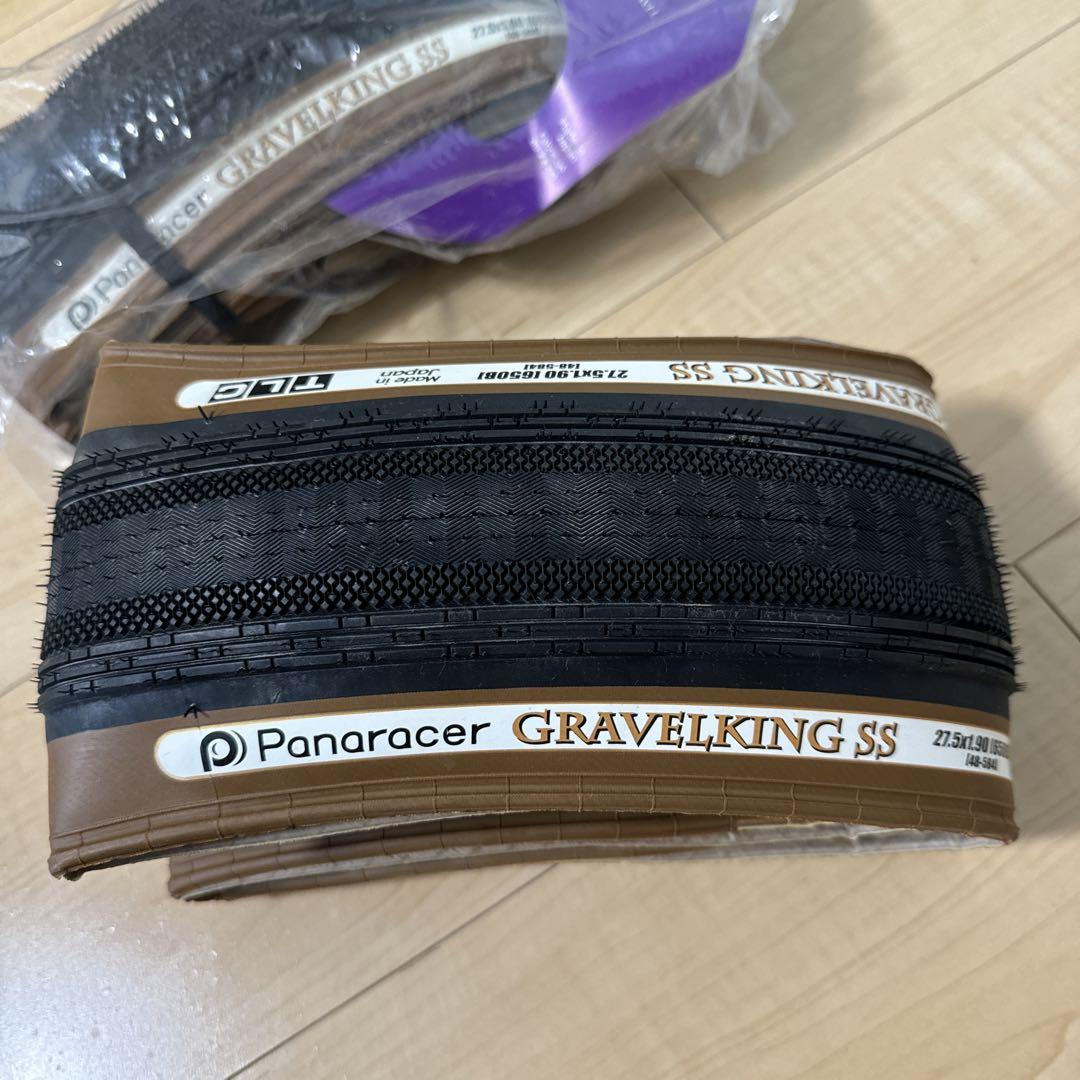 Panaracer GRAVELKING SS
GRAVELKING SS 27.5x1.90 [650B]
[48-584]
Made in
Japan
TLC
Panaracer GRAVELKING SS 27.5x1.90
[48-584]